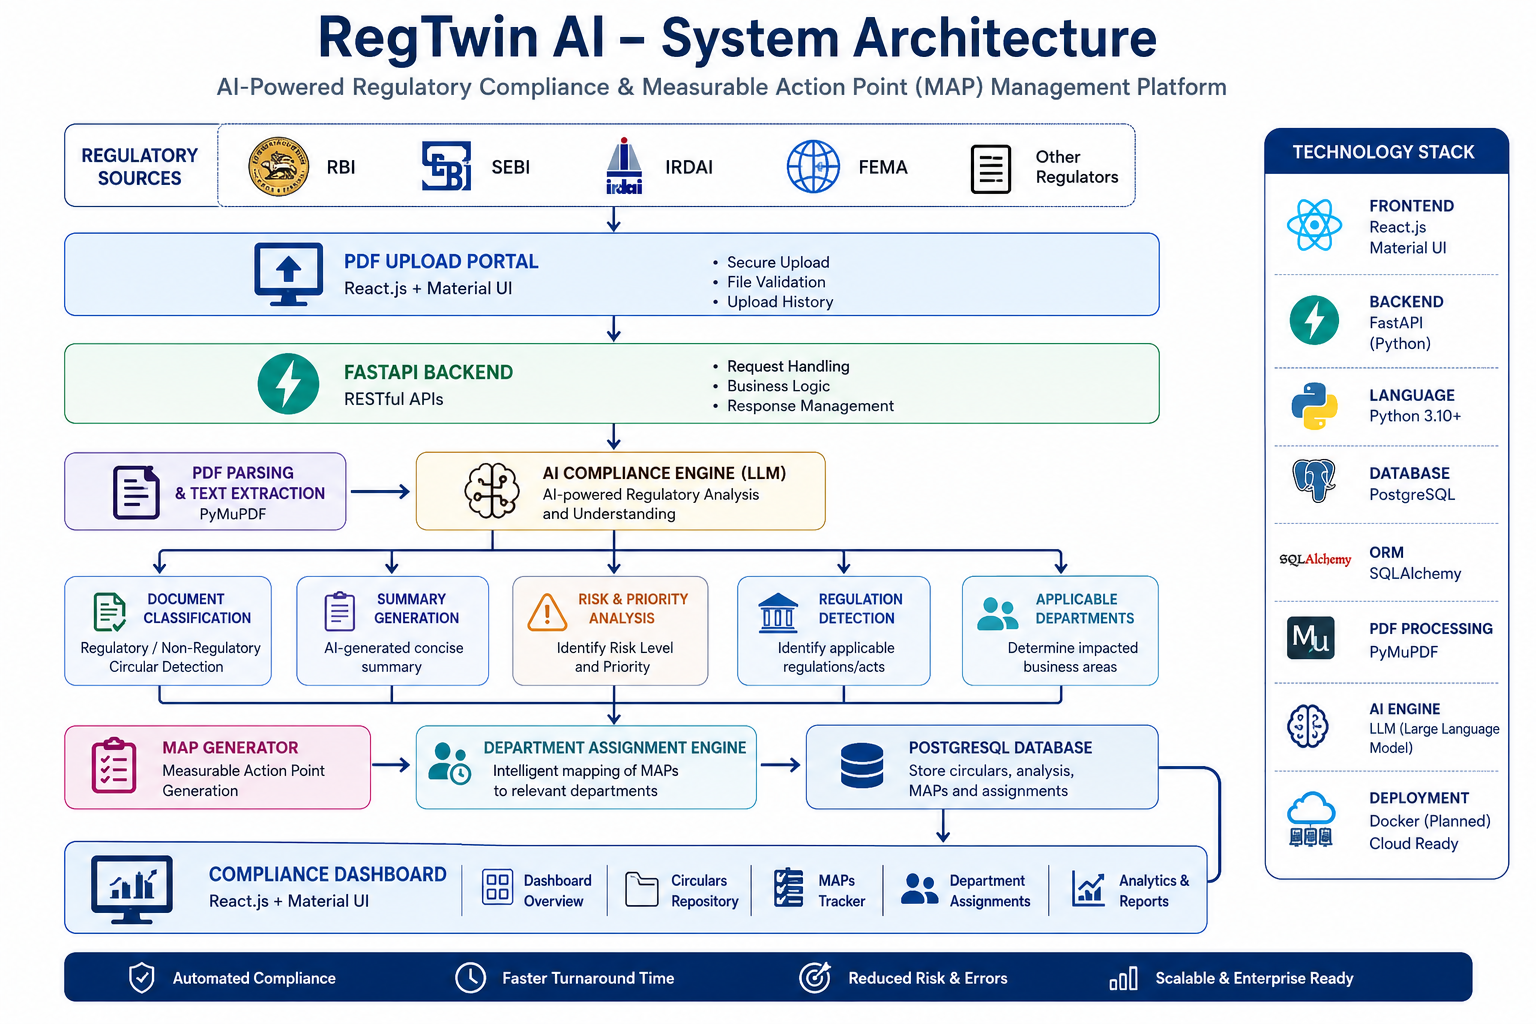 RegTwin AI – System Architecture
AI-Powered Regulatory Compliance & Measurable Action Point (MAP) Management Platform
REGULATORY
SOURCES
RBI
SEBI
irdai
IRDAI
FEMA
Other
Regulators
PDF UPLOAD PORTAL
React.js + Material UI
• Secure Upload
• File Validation
• Upload History
FASTAPI BACKEND
RESTful APIs
• Request Handling
• Business Logic
• Response Management
PDF PARSING
& TEXT EXTRACTION
PyMuPDF
AI COMPLIANCE ENGINE (LLM)
AI-powered Regulatory Analysis
and Understanding
DOCUMENT
CLASSIFICATION
Regulatory / Non-Regulatory
Circular Detection
SUMMARY
GENERATION
AI-generated concise
summary
RISK & PRIORITY
ANALYSIS
Identify Risk Level
and Priority
REGULATION
DETECTION
Identify applicable
regulations/acts
APPLICABLE
DEPARTMENTS
Determine impacted
business areas
MAP GENERATOR
Measurable Action Point
Generation
DEPARTMENT ASSIGNMENT ENGINE
Intelligent mapping of MAPs
to relevant departments
POSTGRESQL DATABASE
Store circulars, analysis,
MAPs and assignments
COMPLIANCE DASHBOARD
React.js + Material UI
Dashboard
Overview
Circulars
Repository
MAPs
Tracker
Department
Assignments
Analytics &
Reports
Automated Compliance
Faster Turnaround Time
Reduced Risk & Errors
Scalable & Enterprise Ready
TECHNOLOGY STACK
FRONTEND
React.js
Material UI
BACKEND
FastAPI
(Python)
LANGUAGE
Python 3.10+
DATABASE
PostgreSQL
SQLAlchemy
ORM
SQLAlchemy
Mu
PDF PROCESSING
PyMuPDF
AI ENGINE
LLM (Large Language
Model)
DEPLOYMENT
Docker (Planned)
Cloud Ready